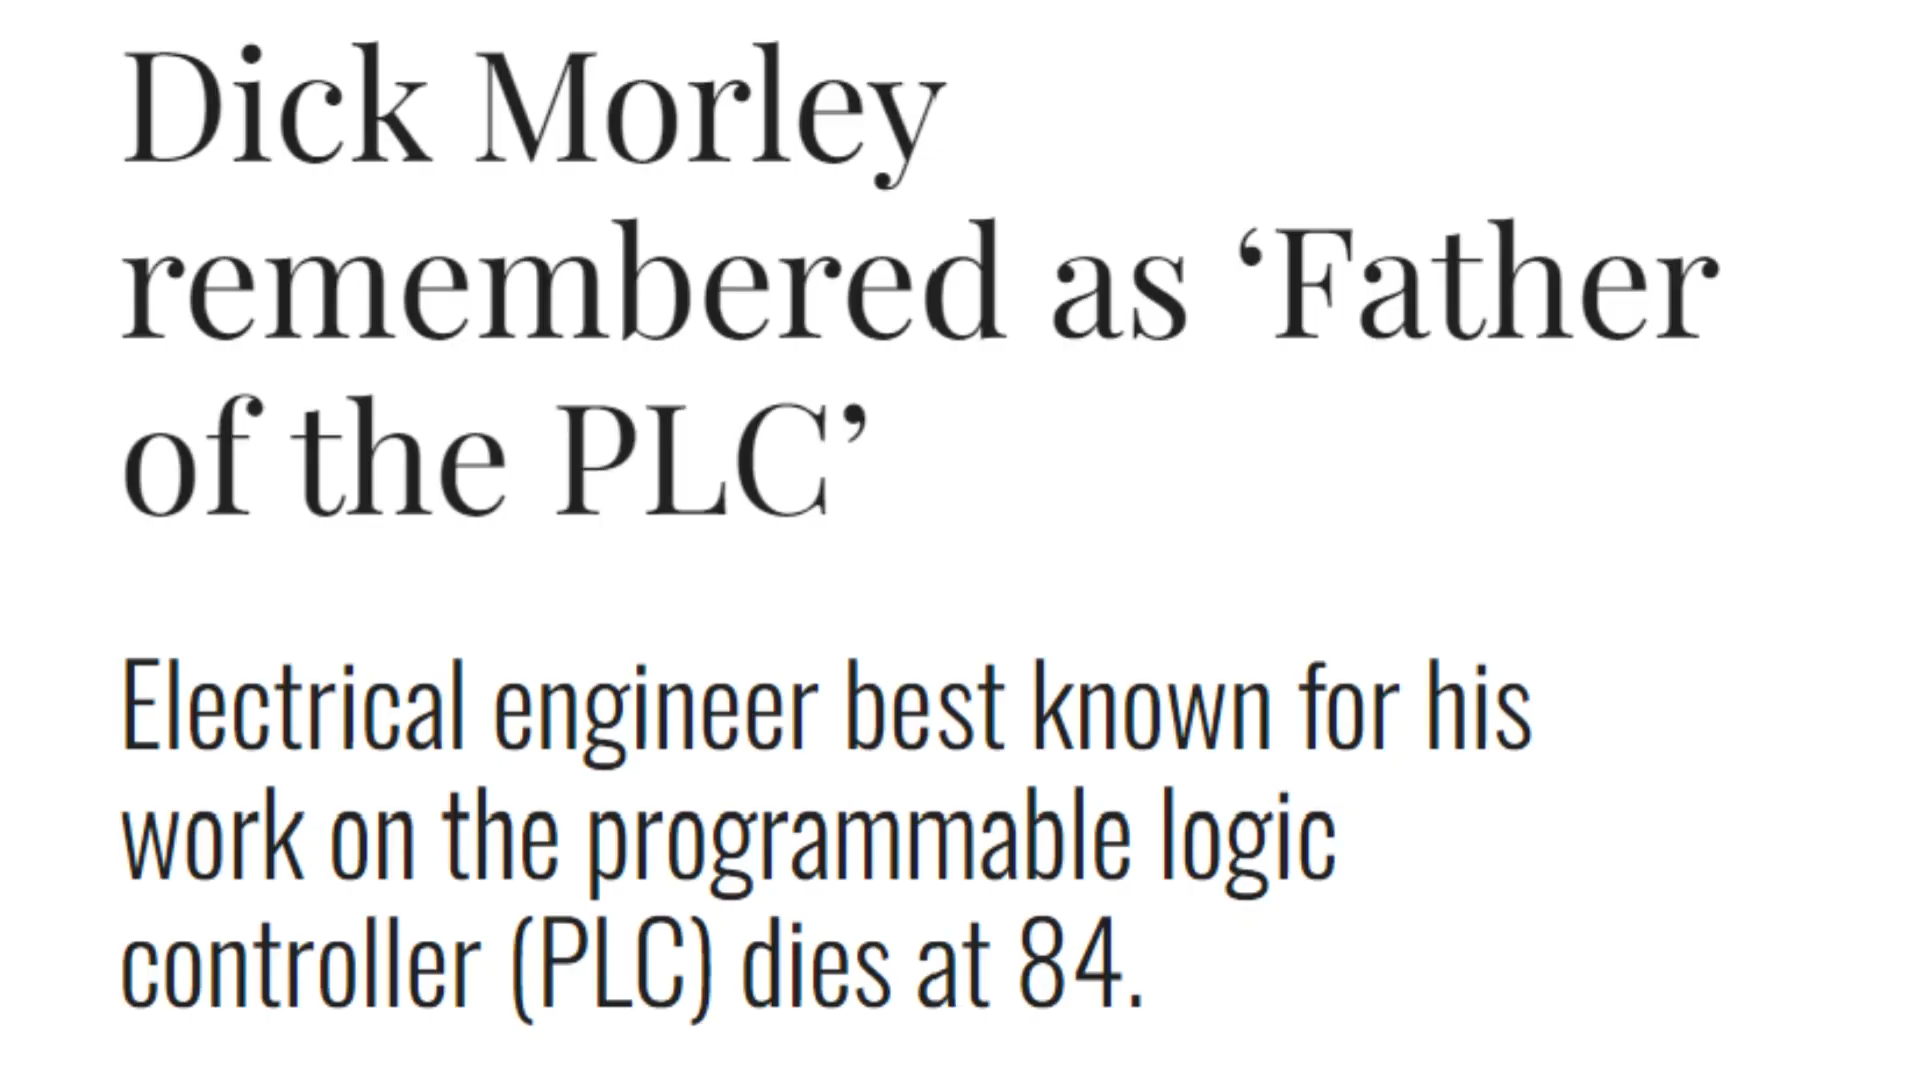 Dick Morley
remembered as ‘Father
of the PLC’
Electrical engineer best known for his
work on the programmable logic
controller (PLC) dies at 84.